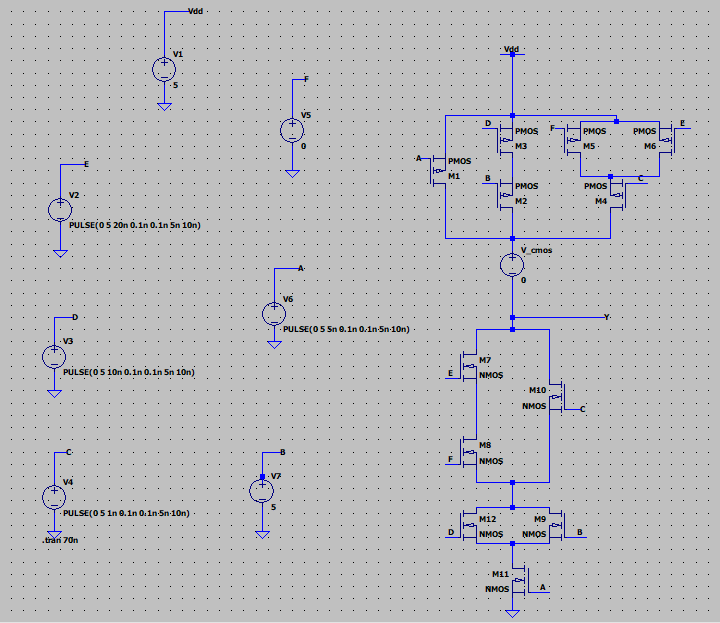 Vdd
V1
5
F
V5
0
E
V2
PULSE(0 5 20n 0.1n 0.1n 5n 10n)
A
V6
PULSE(0 5 5n 0.1n 0.1n 5n 10n)
D
V3
PULSE(0 5 10n 0.1n 0.1n 5n 10n)
C
V4
PULSE(0 5 1n 0.1n 0.1n 5n 10n)
.tran 70n
B
V7
5
Vdd
D
PMOS
M3
F
PMOS
M5
PMOS
M6
E
A
PMOS
M1
B
PMOS
M2
PMOS
M4
C
V_cmos
0
Y
M7
NMOS
E
M10
NMOS
C
M8
NMOS
F
M12
NMOS
D
M9
NMOS
B
M11
NMOS
A